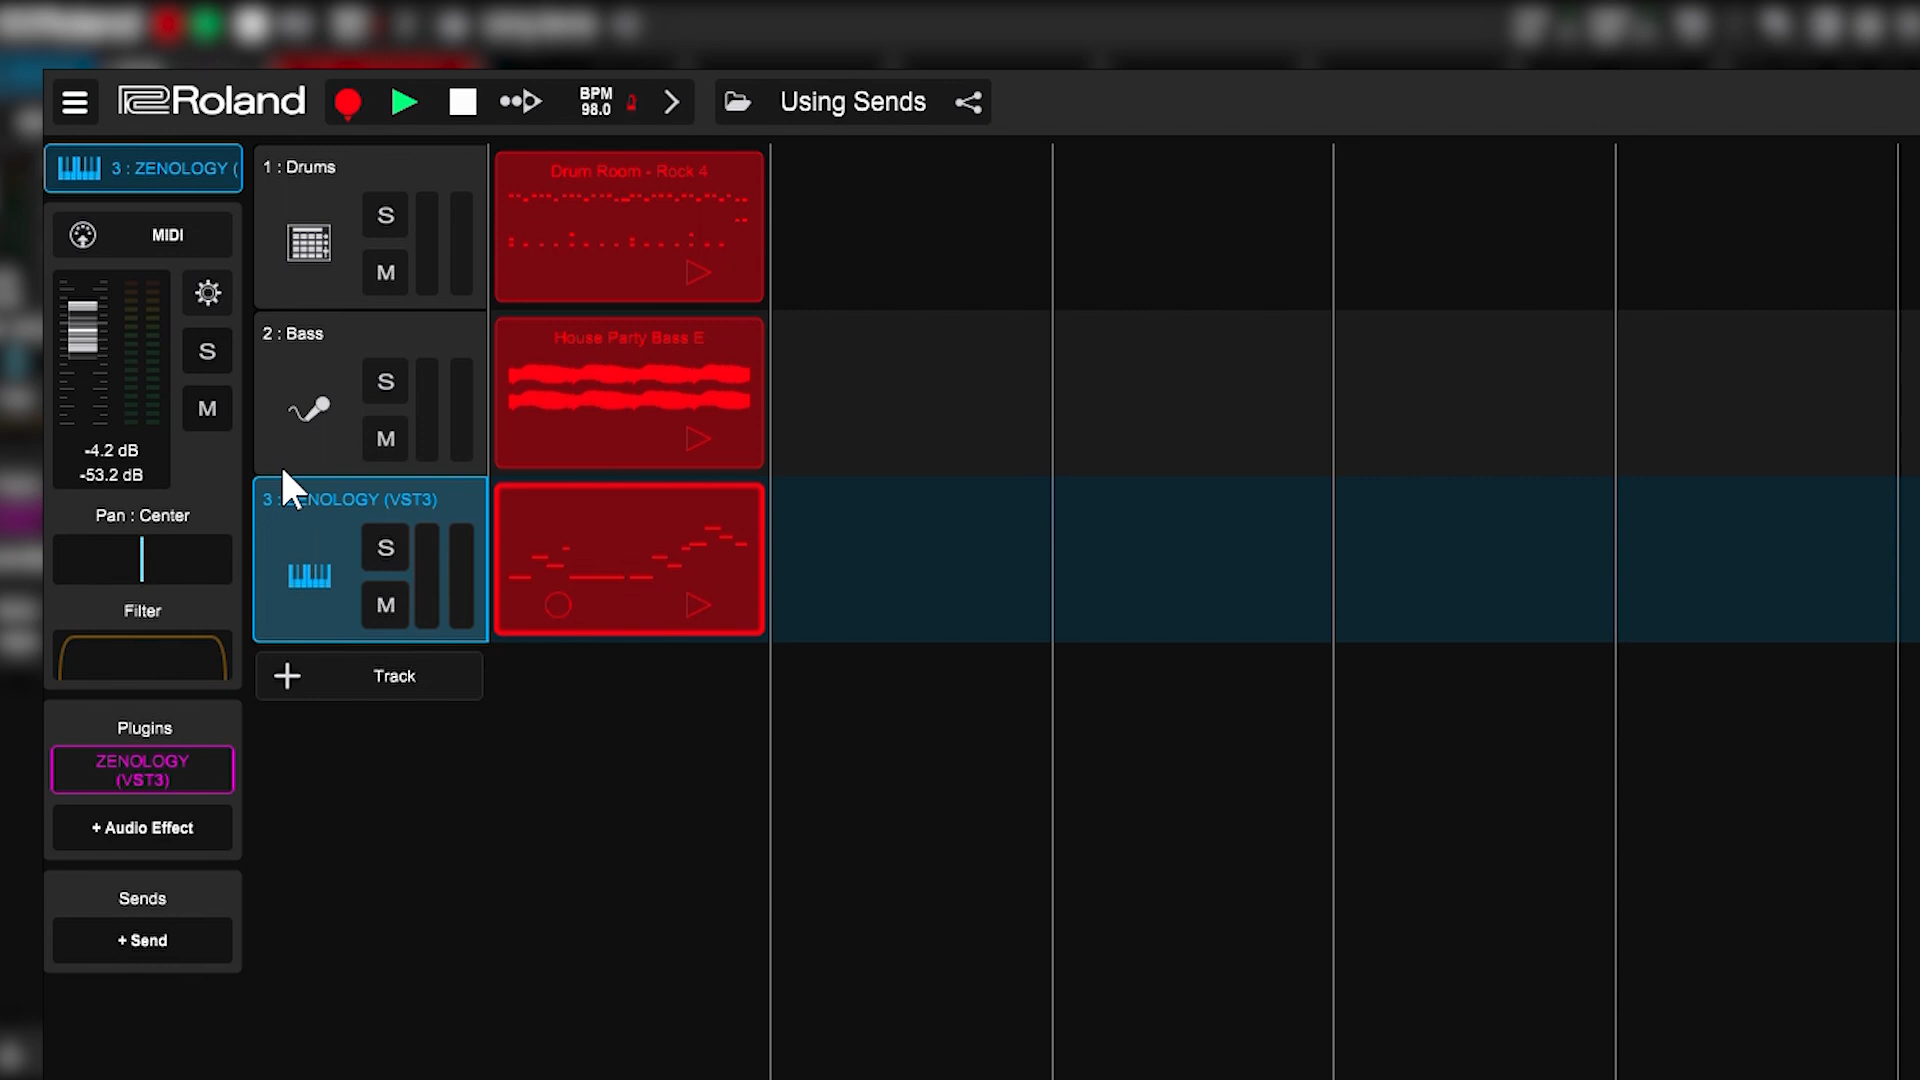 Roland
BPM
98.0
Using Sends
3 : ZENOLOGY (
MIDI
S
M
-4.2 dB
-53.2 dB
Pan : Center
Filter
Plugins
ZENOLOGY
(VST3)
+ Audio Effect
Sends
+ Send
1 : Drums
S
M
Drum Room - Rock 4
2 : Bass
S
M
House Party Bass E
3 : ZENOLOGY (VST3)
S
M
Track